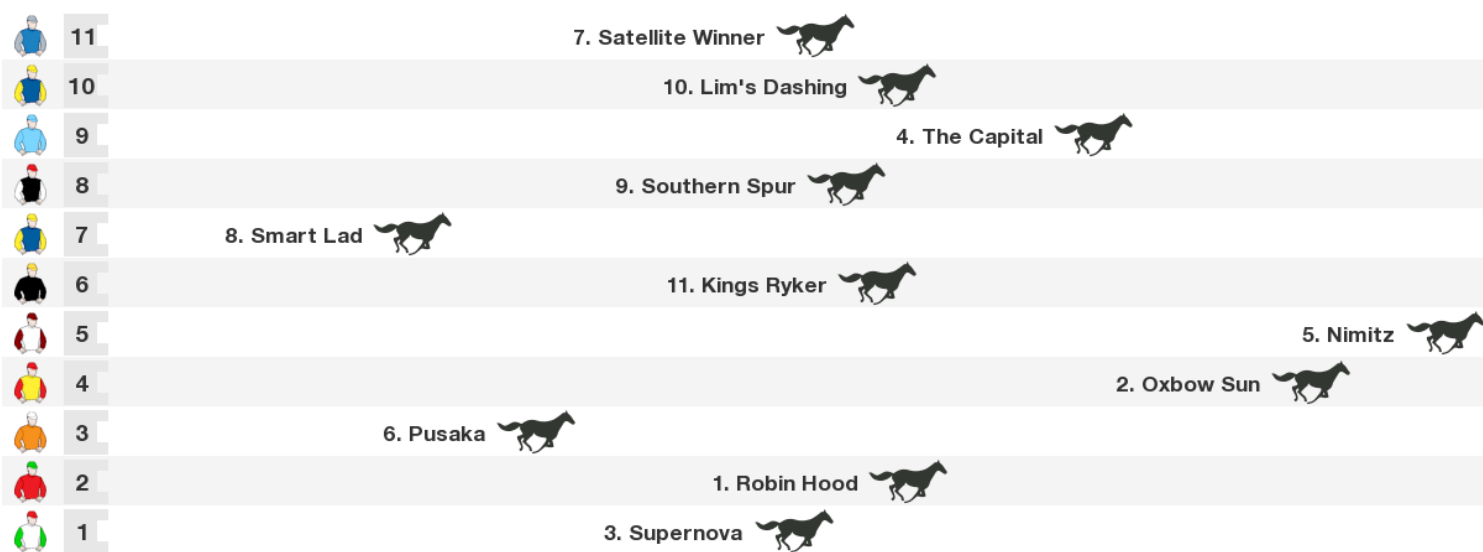 11 7. Satellite Winner
10 10. Lim's Dashing
9 4. The Capital
8 9. Southern Spur
7 8. Smart Lad
6 11. Kings Ryker
5 5. Nimitz
4 2. Oxbow Sun
3 6. Pusaka
2 1. Robin Hood
1 3. Supernova